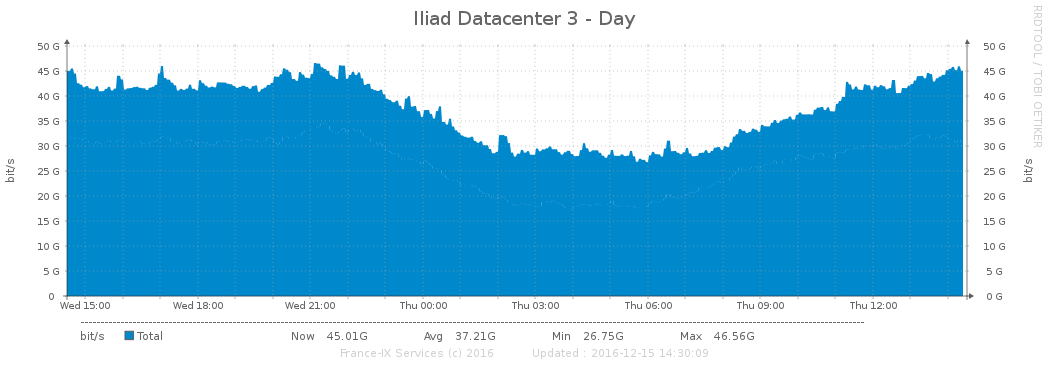 Iliad Datacenter 3 - Day
RRDTOOL / TOBI OETIKER
50 G 50 G
45 G 45 G
40 G 40 G
35 G 35 G
30 G 30 G
25 G 25 G
20 G 20 G
15 G 15 G
10 G 10 G
5 G 5 G
0 0 G
bit/s bit/s
Wed 15:00 Wed 18:00 Wed 21:00 Thu 00:00 Thu 03:00 Thu 06:00 Thu 09:00 Thu 12:00
bit/s Total Now 45.01G Avg 37.21G Min 26.75G Max 46.56G
France-IX Services (c) 2016 Updated : 2016-12-15 14:30:09